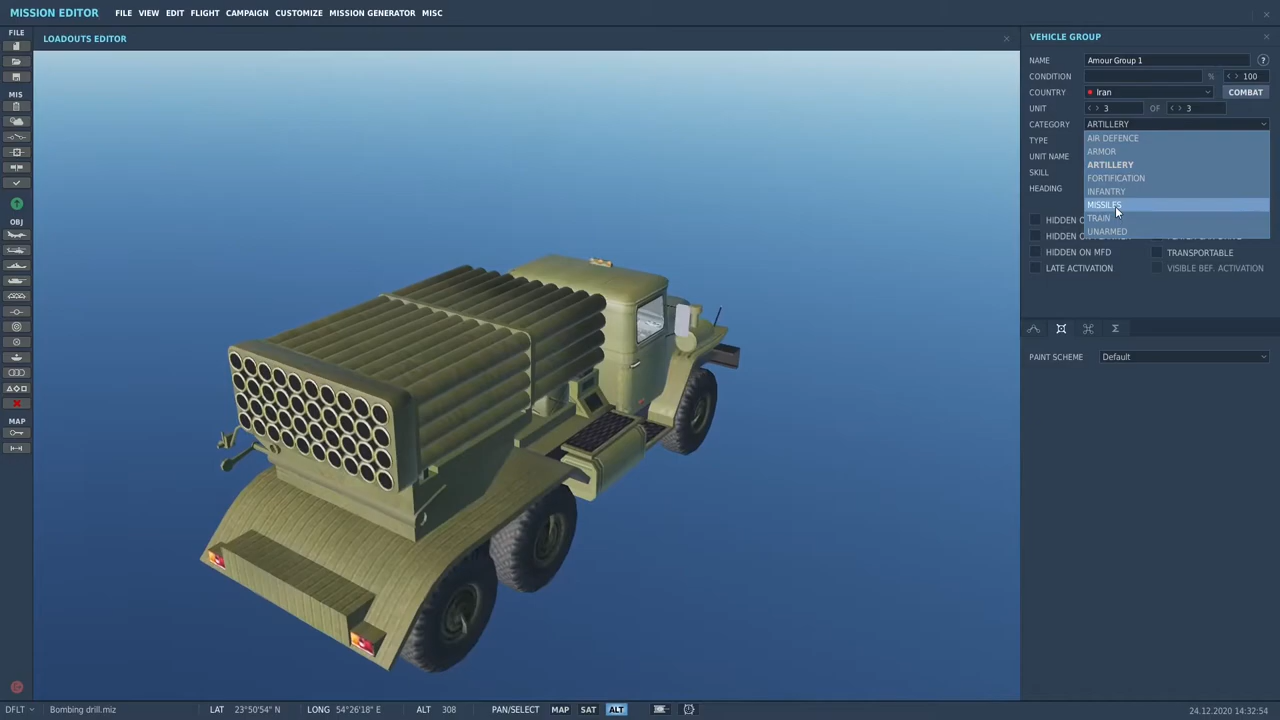 MISSION EDITOR FILE VIEW EDIT FLIGHT CAMPAIGN CUSTOMIZE MISSION GENERATOR MISC
FILE
LOADOUTS EDITOR
MIS
OBJ
MAP
VEHICLE GROUP
NAME Amour Group 1 ?
CONDITION % 100
COUNTRY Iran COMBAT
UNIT 3 OF 3
CATEGORY ARTILLERY
TYPE AIR DEFENCE
ARMOR
UNIT NAME ARTILLERY
SKILL FORTIFICATION
HEADING INFANTRY
MISSILES
TRAIN
UNARMED
HIDDEN
HIDDEN ON
HIDDEN ON MFD TRANSPORTABLE
LATE ACTIVATION VISIBLE BEF. ACTIVATION
PAINT SCHEME Default
DFLT Bombing drill.miz LAT 23°50'54" N LONG 54°26'18" E ALT 308 PAN/SELECT MAP SAT ALT 24.12.2020 14:32:54